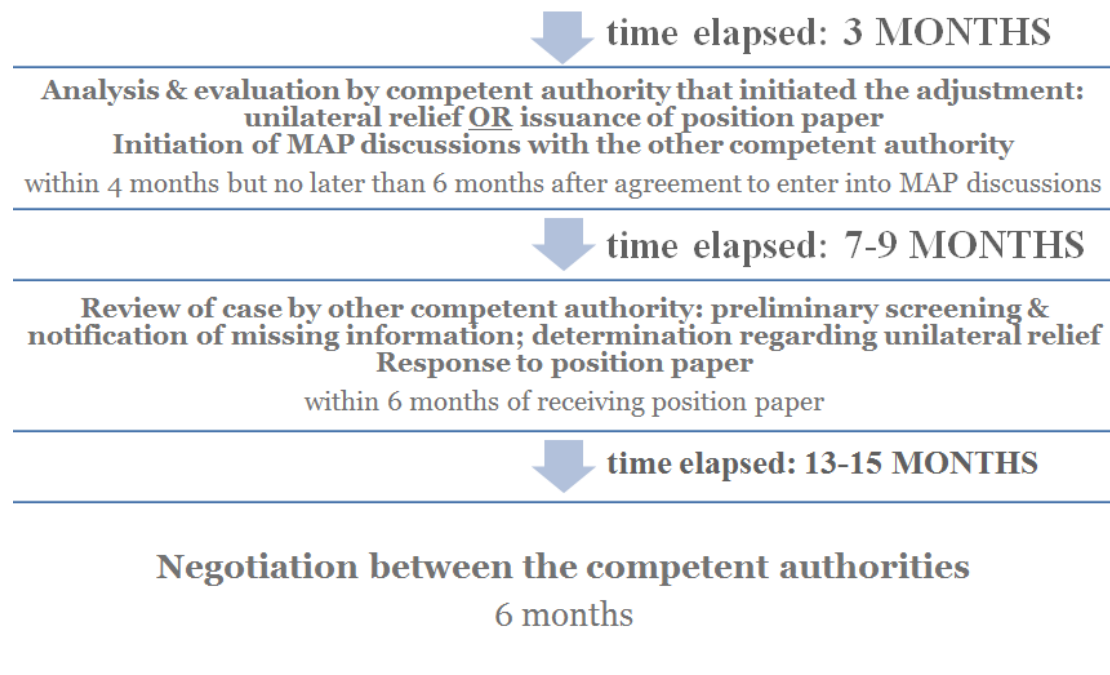 time elapsed: 3 MONTHS
Analysis & evaluation by competent authority that initiated the adjustment:
unilateral relief OR issuance of position paper
Initiation of MAP discussions with the other competent authority
within 4 months but no later than 6 months after agreement to enter into MAP discussions
time elapsed: 7-9 MONTHS
Review of case by other competent authority: preliminary screening &
notification of missing information; determination regarding unilateral relief
Response to position paper
within 6 months of receiving position paper
time elapsed: 13-15 MONTHS
Negotiation between the competent authorities
6 months